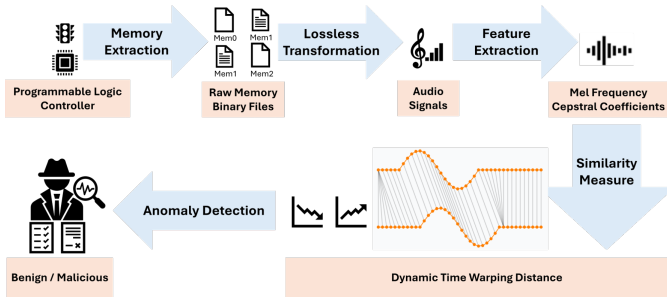 Memory
Extraction
Lossless
Transformation
Feature
Extraction
Mem0
Mem1
Mem1
Mem2
Programmable Logic
Controller
Raw Memory
Binary Files
Audio
Signals
Mel Frequency
Cepstral Coefficients
Similarity
Measure
Anomaly Detection
Benign / Malicious
Dynamic Time Warping Distance